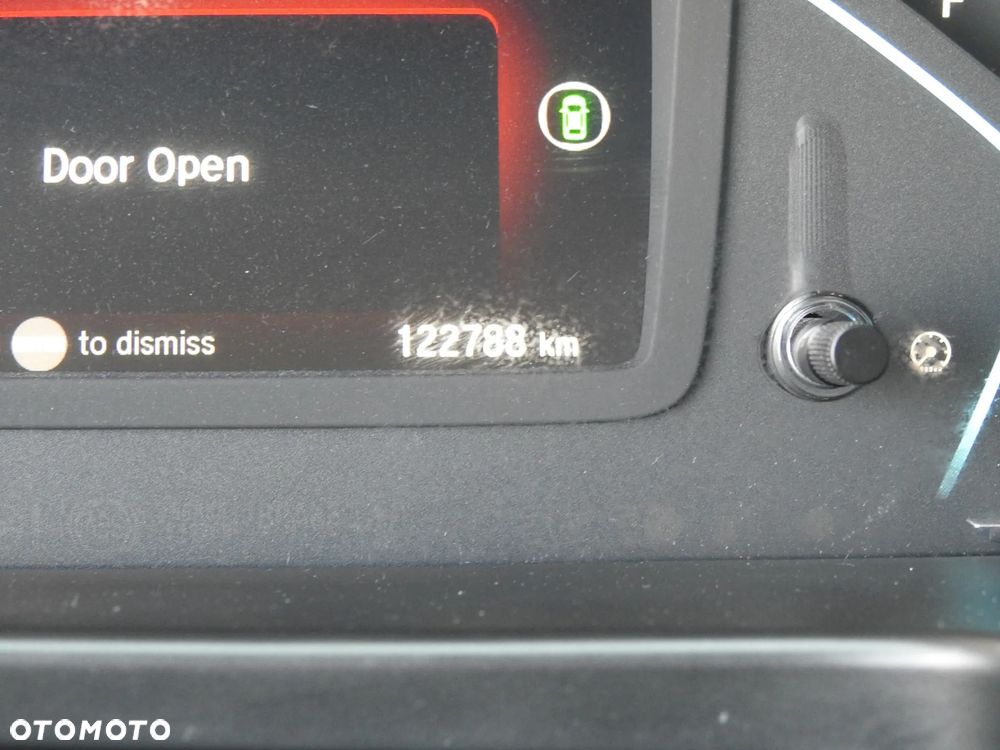 F
Door Open
to dismiss
122788 km
OTOMOTO